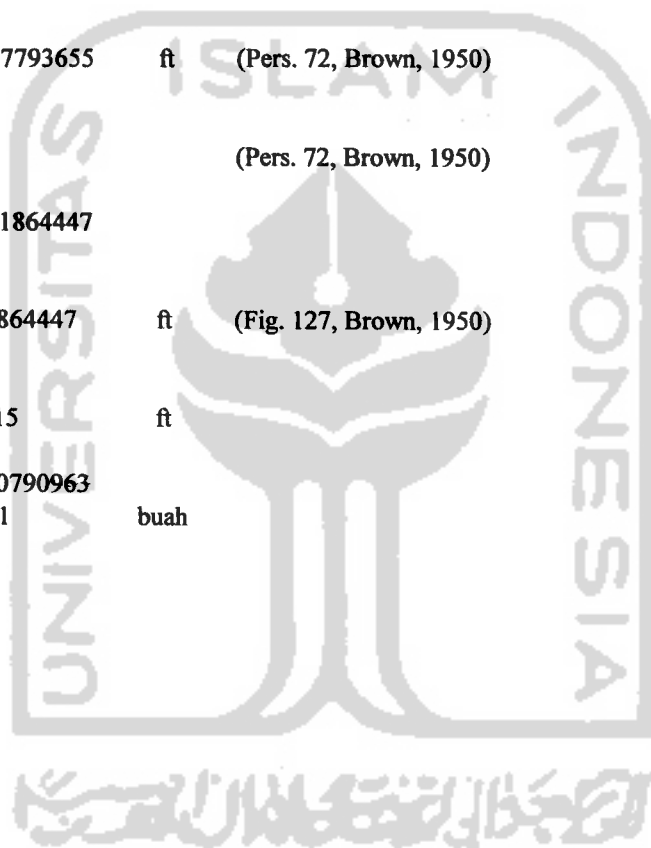 7793655 ft (Pers. 72, Brown, 1950)
(Pers. 72, Brown, 1950)
1864447
864447 ft (Fig. 127, Brown, 1950)
15 ft
0790963
1 buah
ISLAM
UNIVERSITAS
INDONESIA